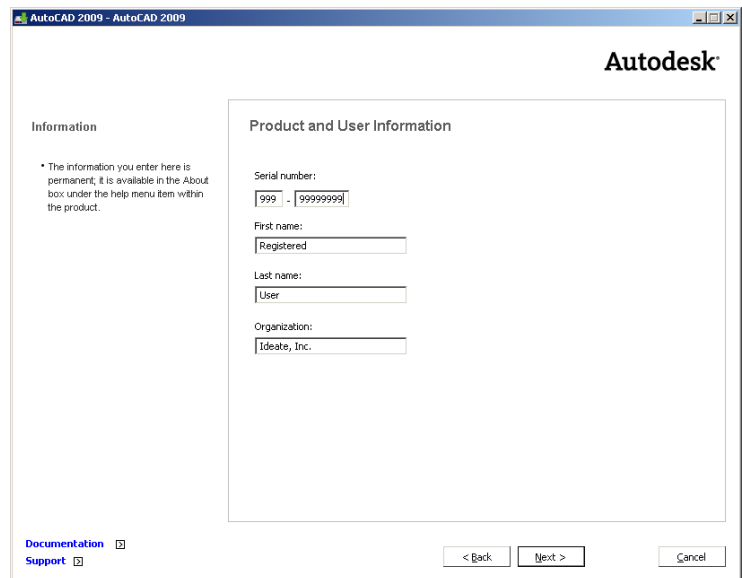 AutoCAD 2009 - AutoCAD 2009
Autodesk
Information
• The information you enter here is
permanent; it is available in the About
box under the help menu item within
the product.
Product and User Information
Serial number:
999 - 99999999
First name:
Registered
Last name:
User
Organization:
Ideate, Inc.
Documentation
Support
< Back Next > Cancel